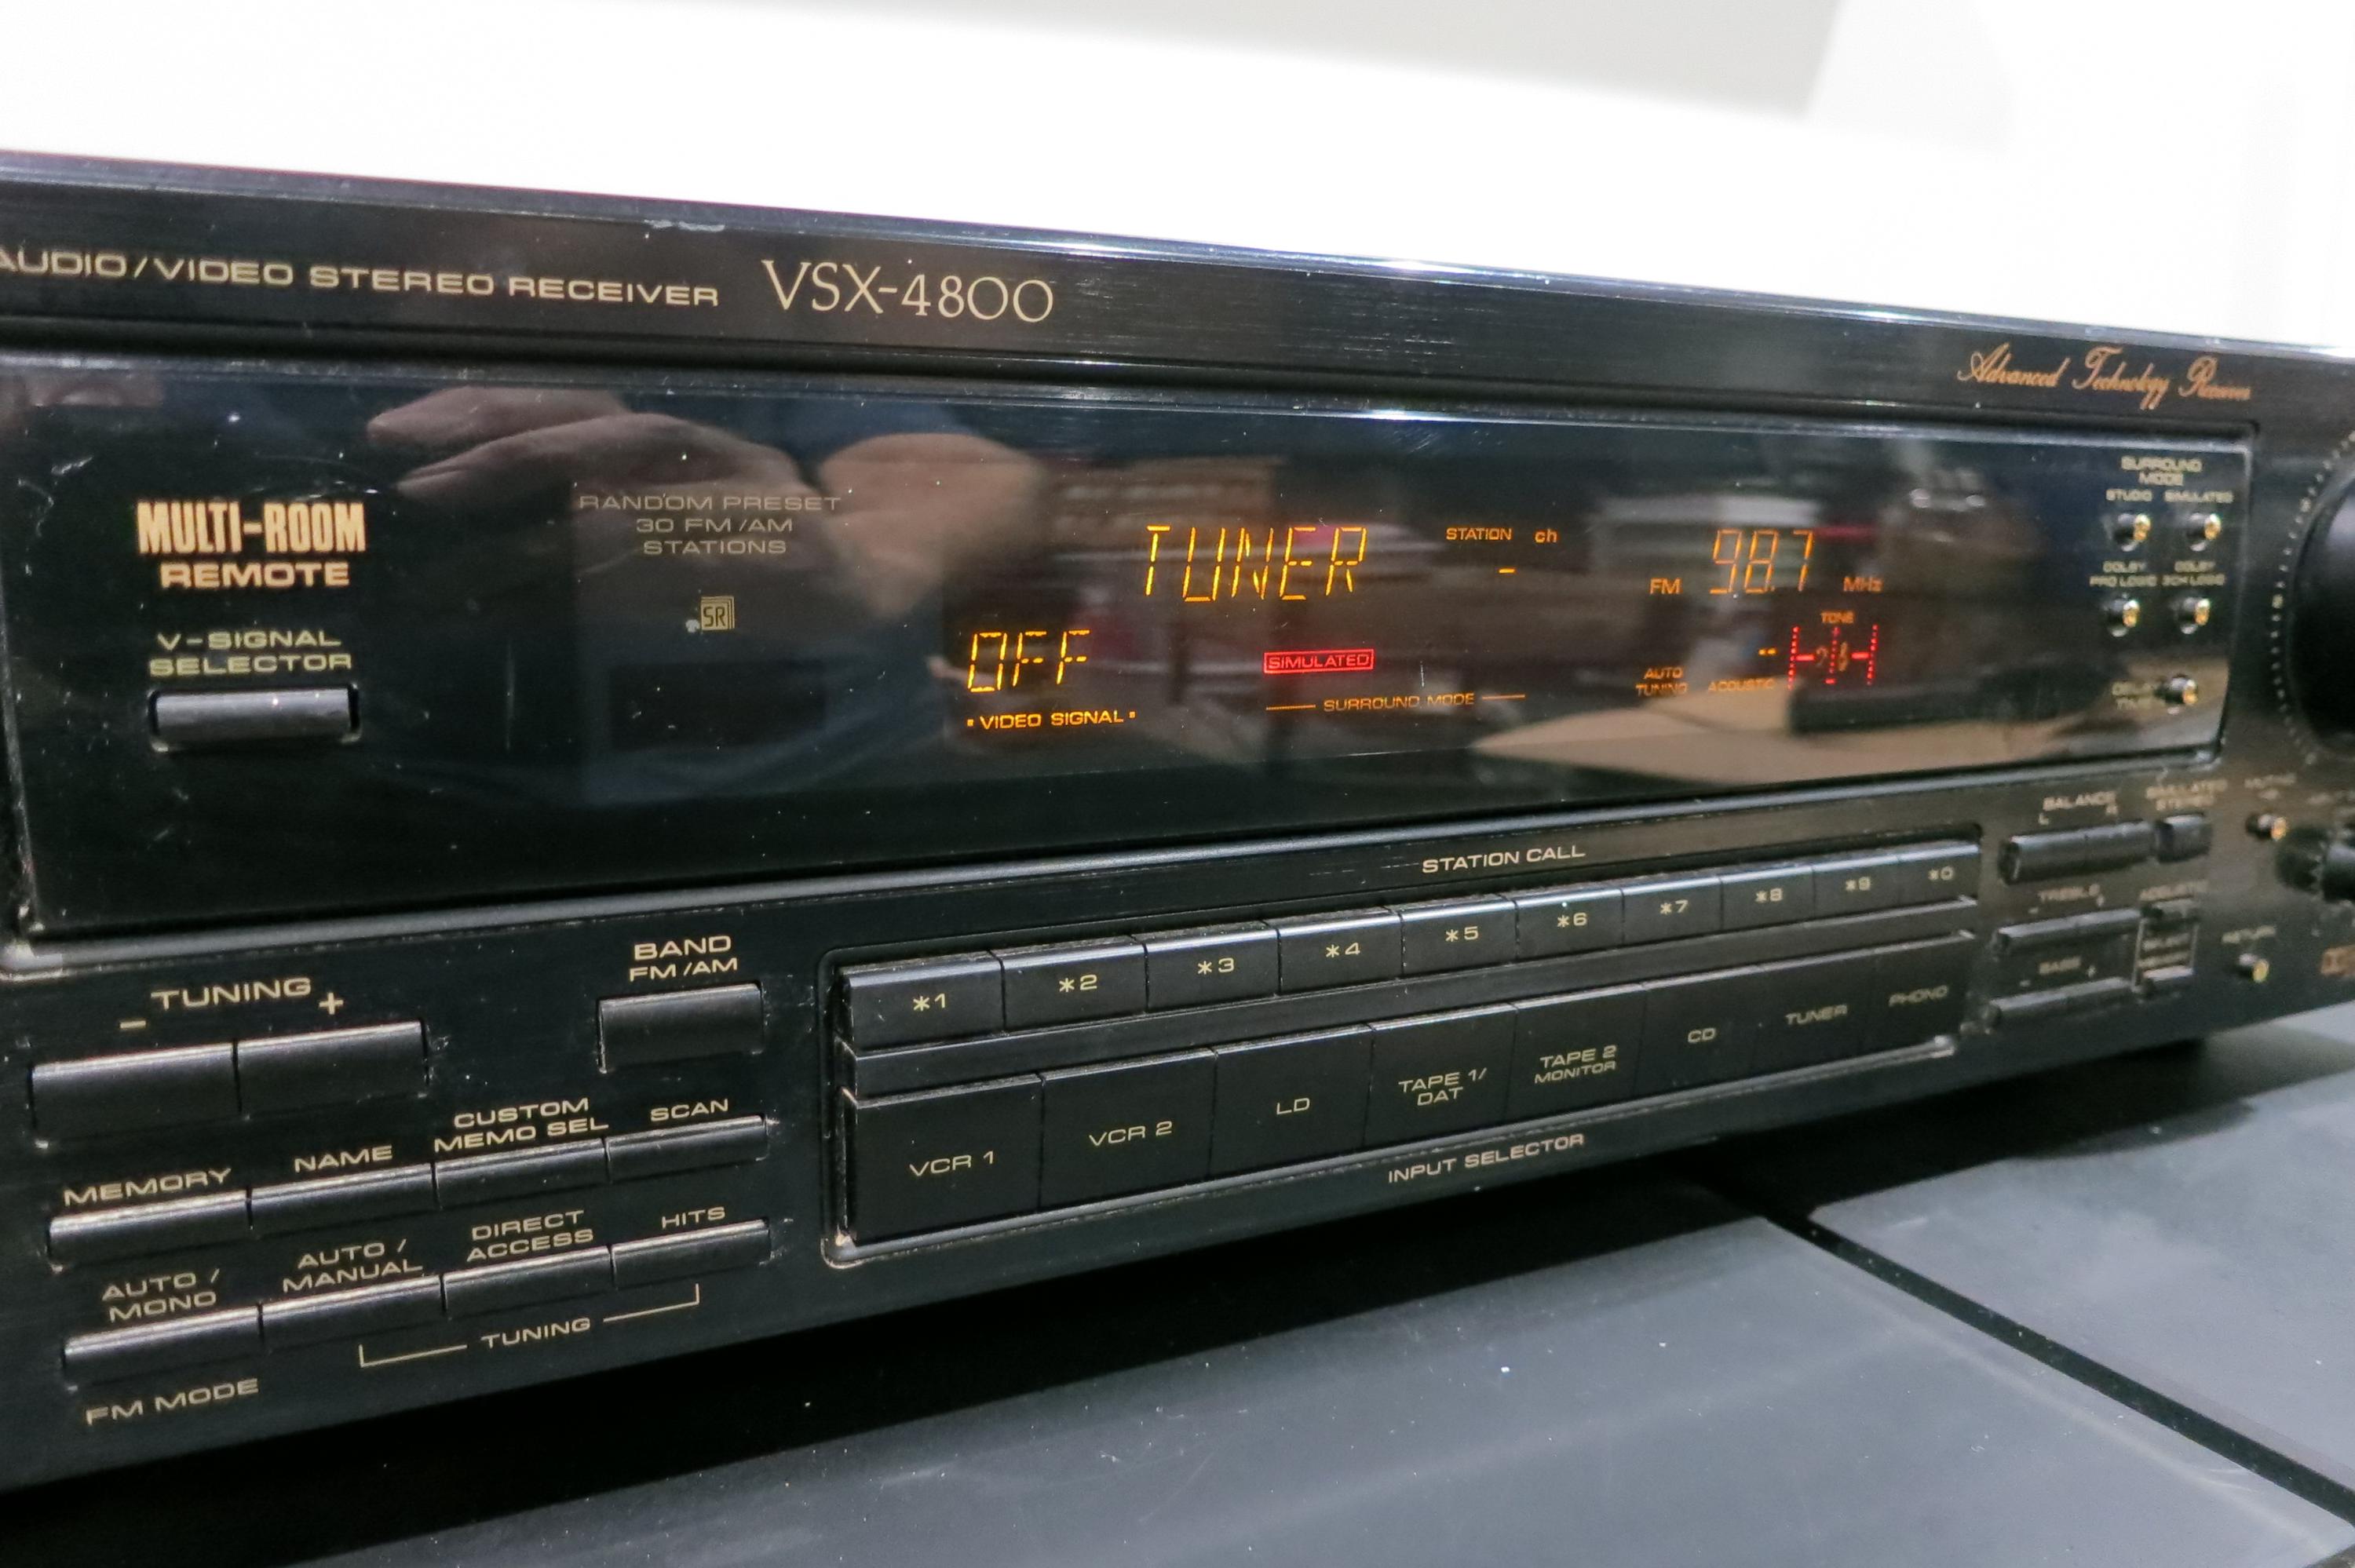 AUDIO/VIDEO STEREO RECEIVER VSX-4800
Advanced Technology Receiver
MULTI-ROOM
REMOTE
V-SIGNAL
SELECTOR
RANDOM PRESET
30 FM/AM
STATIONS
SR
TUNER
STATION ch
-
FM 98.7 MHz
OFF
VIDEO SIGNAL
SIMULATED
SURROUND MODE
AUTO
TUNING
ACOUSTIC
TONE
SURROUND
MODE
STUDIO SIMULATED
DOLBY
PRO LOGIC
DOLBY
3CH LOGIC
STATION CALL
*1 *2 *3 *4 *5 *6 *7 *8 *9 *0
VCR 1
VCR 2
LD
TAPE 1/
DAT
TAPE 2
MONITOR
CD
TUNER
PHONO
INPUT SELECTOR
BALANCE
L R
SIMULATED
STEREO
TREBLE
- +
BASS
- +
RETURN
TUNING
- +
BAND
FM/AM
MEMORY
NAME
CUSTOM
MEMO SEL
SCAN
AUTO /
MONO
AUTO /
MANUAL
DIRECT
ACCESS
HITS
TUNING
FM MODE